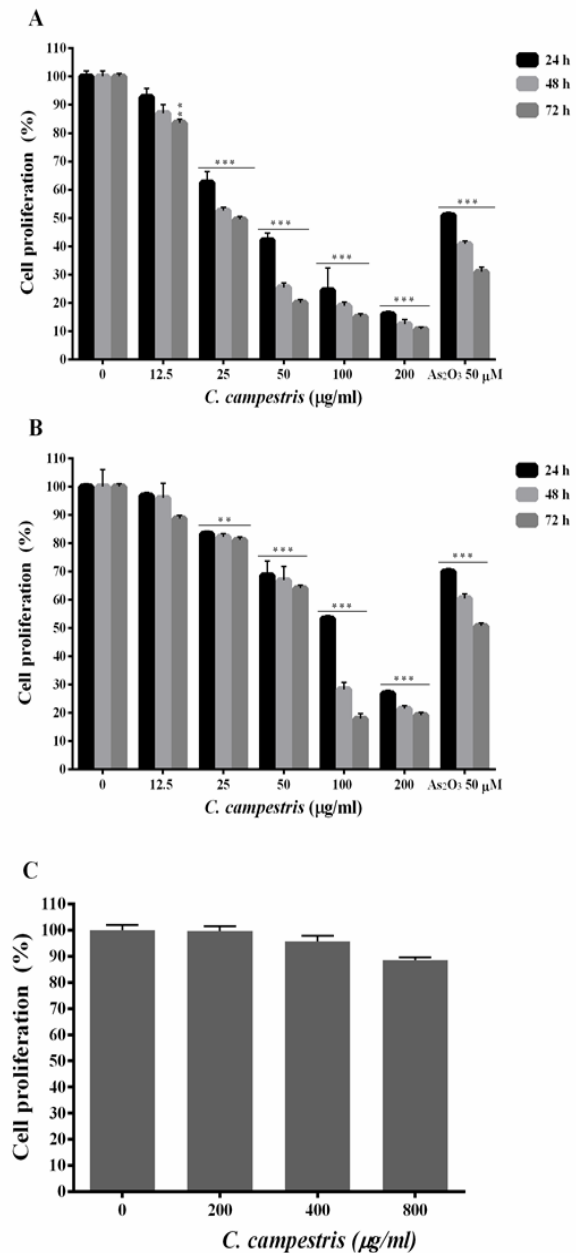 A
24 h
48 h
72 h
Cell proliferation (%)
110
100
90
80
70
60
50
40
30
20
10
0
**
***
***
***
***
***
0 12.5 25 50 100 200 As₂O₃ 50 μM
C. campestris (μg/ml)
B
24 h
48 h
72 h
Cell proliferation (%)
110
100
90
80
70
60
50
40
30
20
10
0
**
***
***
***
***
0 12.5 25 50 100 200 As₂O₃ 50 μM
C. campestris (μg/ml)
C
Cell proliferation (%)
110
100
90
80
70
60
50
40
30
20
10
0
0 200 400 800
C. campestris (μg/ml)